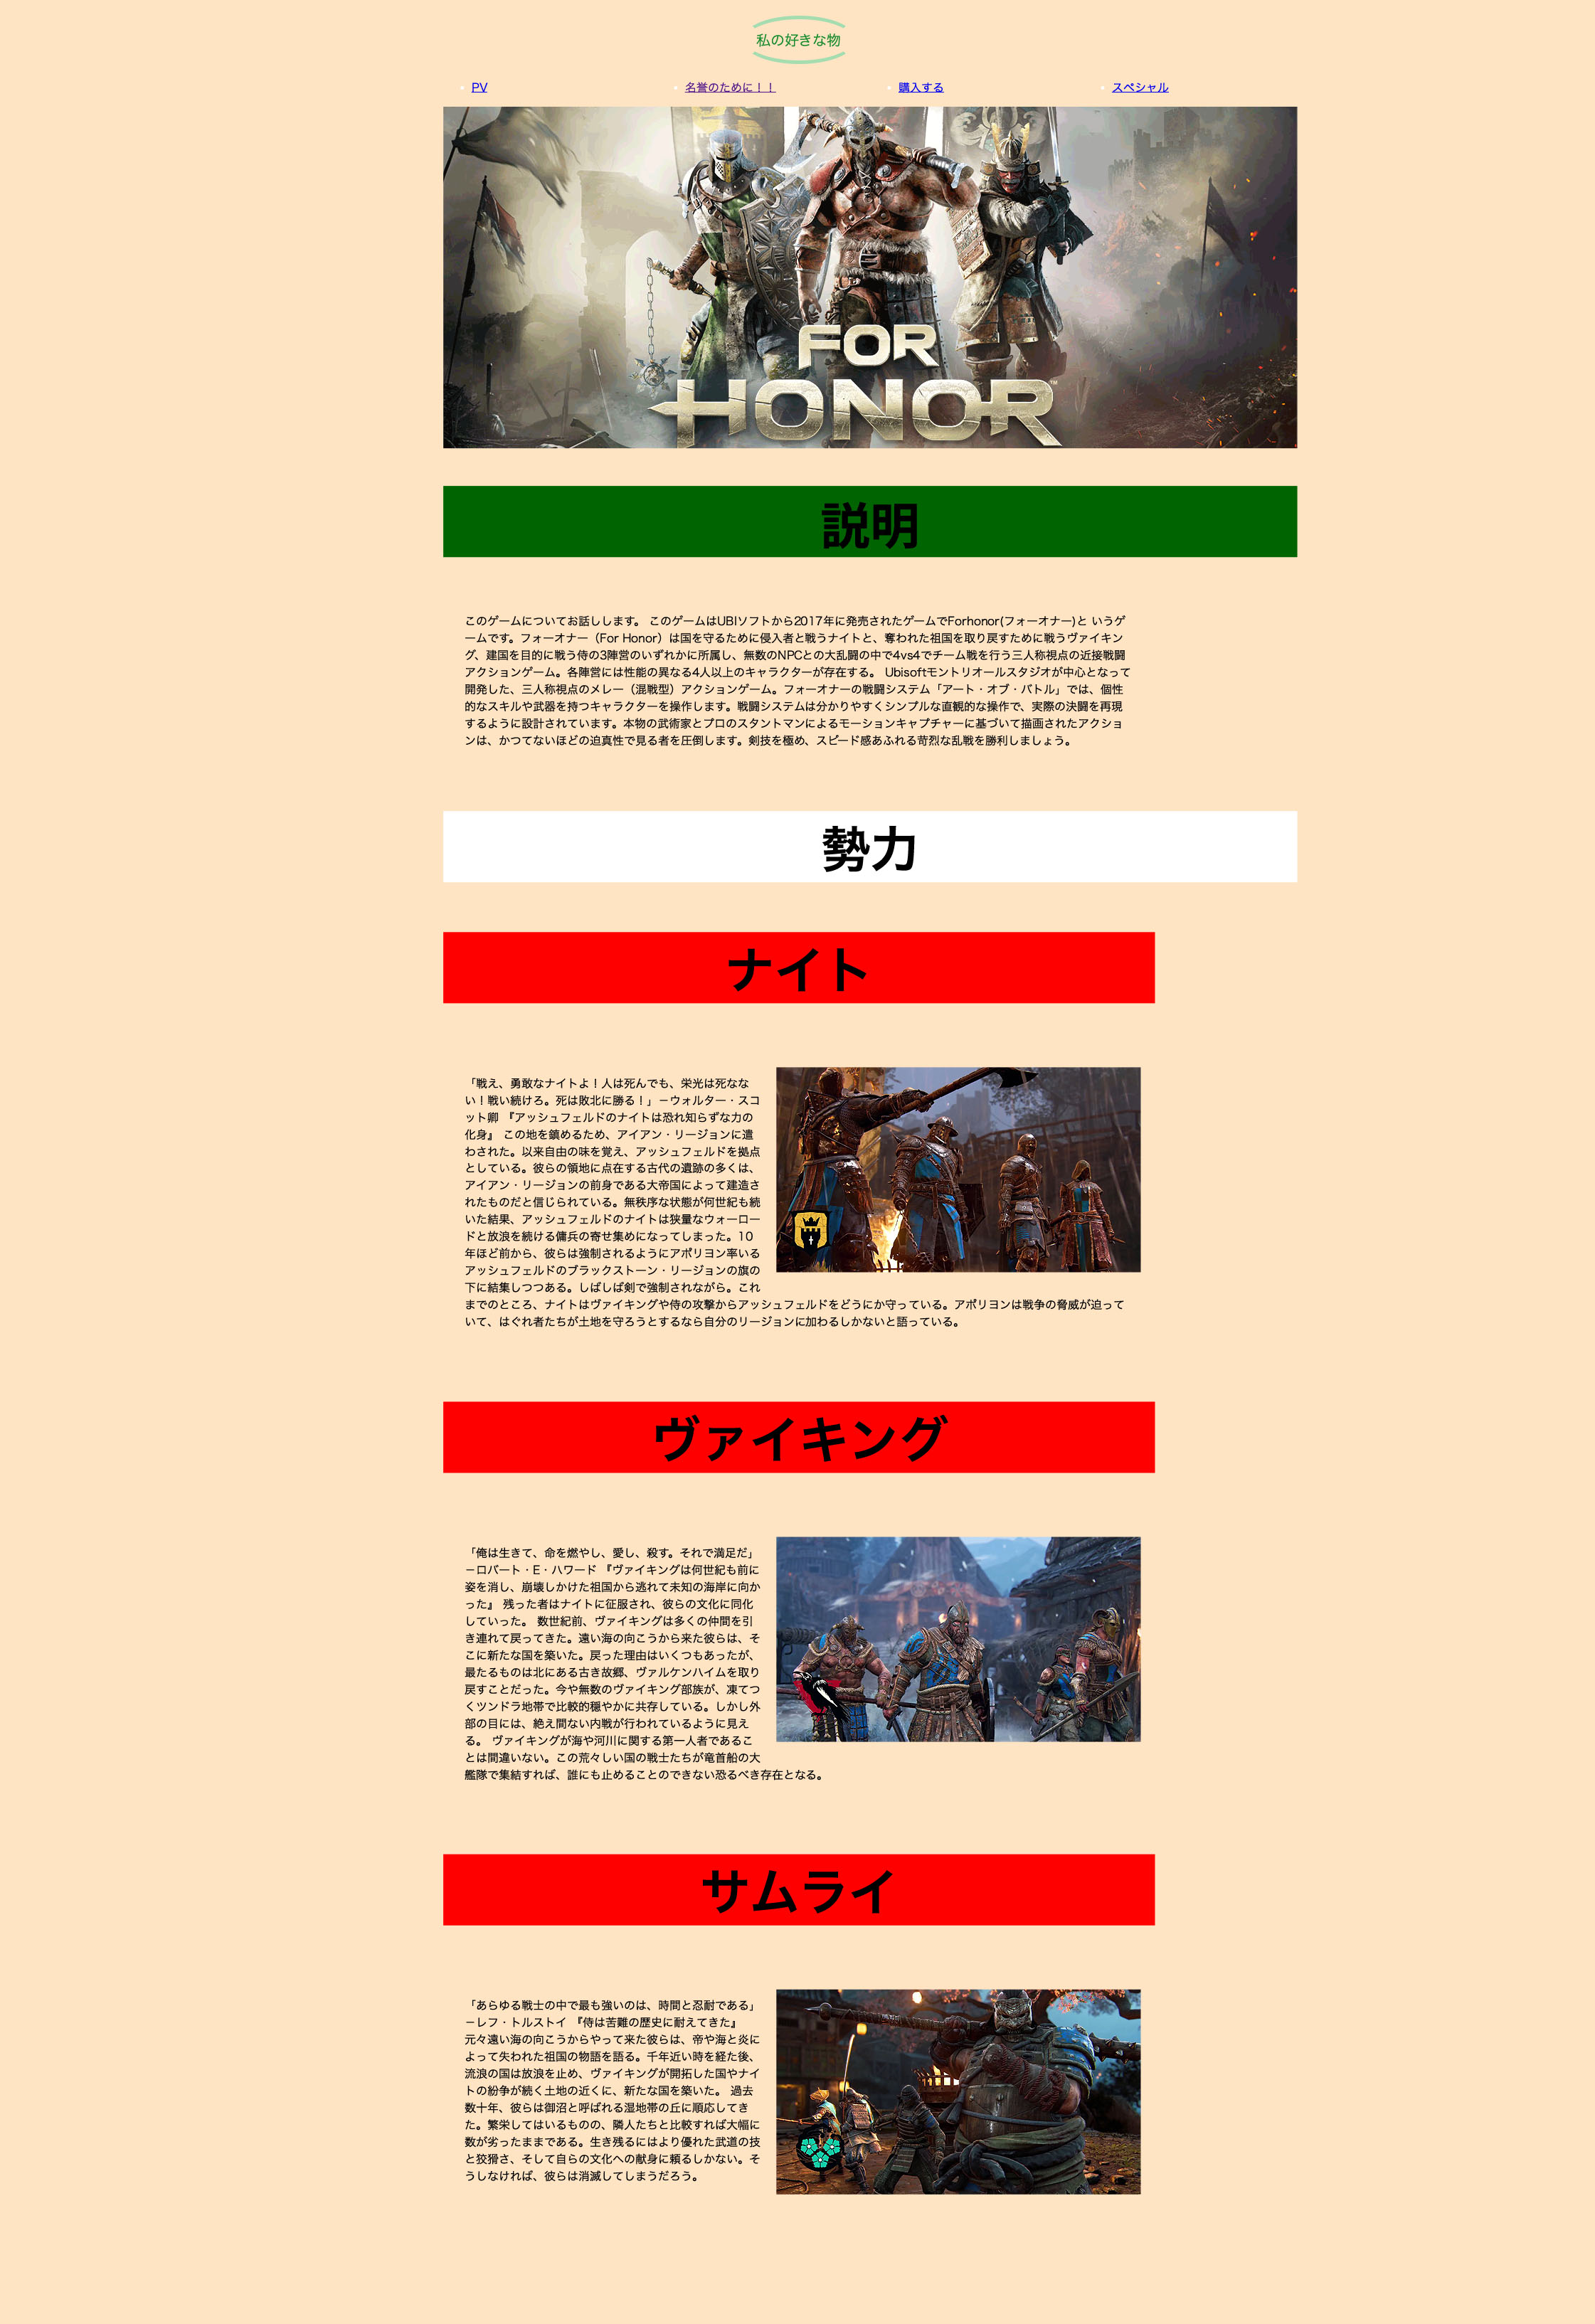 私の好きな物
PV
名誉のために！！
購入する
スペシャル
FOR
HONOR™
説明
このゲームについてお話しします。 このゲームはUBIソフトから2017年に発売されたゲームでForhonor(フォーオナー)と いうゲ
ームです。フォーオナー（For Honor）は国を守るために侵入者と戦うナイトと、奪われた祖国を取り戻すために戦うヴァイキン
グ、建国を目的に戦う侍の3陣営のいずれかに所属し、無数のNPCとの大乱闘の中で4vs4でチーム戦を行う三人称視点の近接戦闘
アクションゲーム。各陣営には性能の異なる4人以上のキャラクターが存在する。 Ubisoftモントリオールスタジオが中心となって
開発した、三人称視点のメレー（混戦型）アクションゲーム。フォーオナーの戦闘システム「アート・オブ・バトル」では、個性
的なスキルや武器を持つキャラクターを操作します。戦闘システムは分かりやすくシンプルな直観的な操作で、実際の決闘を再現
するように設計されています。本物の武術家とプロのスタントマンによるモーションキャプチャーに基づいて描画されたアクショ
ンは、かつてないほどの迫真性で見る者を圧倒します。剣技を極め、スピード感あふれる苛烈な乱戦を勝利しましょう。
勢力
ナイト
「戦え、勇敢なナイトよ！人は死んでも、栄光は死なな
い！戦い続けろ。死は敗北に勝る！」－ウォルター・スコ
ット卿 『アッシュフェルドのナイトは恐れ知らずな力の
化身』 この地を鎮めるため、アイアン・リージョンに遣
わされた。以来自由の味を覚え、アッシュフェルドを拠点
としている。彼らの領地に点在する古代の遺跡の多くは、
アイアン・リージョンの前身である大帝国によって建造さ
れたものだと信じられている。無秩序な状態が何世紀も続
いた結果、アッシュフェルドのナイトは狭量なウォーロー
ドと放浪を続ける傭兵の寄せ集めになってしまった。10
年ほど前から、彼らは強制されるようにアポリヨン率いる
アッシュフェルドのブラックストーン・リージョンの旗の
下に結集しつつある。しばしば剣で強制されながら。これ
までのところ、ナイトはヴァイキングや侍の攻撃からアッシュフェルドをどうにか守っている。アポリヨンは戦争の脅威が迫って
いて、はぐれ者たちが土地を守ろうとするなら自分のリージョンに加わるしかないと語っている。
ヴァイキング
「俺は生きて、命を燃やし、愛し、殺す。それで満足だ」
－ロバート・E・ハワード 『ヴァイキングは何世紀も前に
姿を消し、崩壊しかけた祖国から逃れて未知の海岸に向か
った』 残った者はナイトに征服され、彼らの文化に同化
していった。 数世紀前、ヴァイキングは多くの仲間を引
き連れて戻ってきた。遠い海の向こうから来た彼らは、そ
こに新たな国を築いた。戻った理由はいくつもあったが、
最たるものは北にある古き故郷、ヴァルケンハイムを取り
戻すことだった。今や無数のヴァイキング部族が、凍てつ
くツンドラ地帯で比較的穏やかに共存している。しかし外
部の目には、絶え間ない内戦が行われているように見え
る。 ヴァイキングが海や河川に関する第一人者であるこ
とは間違いない。この荒々しい国の戦士たちが竜首船の大
艦隊で集結すれば、誰にも止めることのできない恐るべき存在となる。
サムライ
「あらゆる戦士の中で最も強いのは、時間と忍耐である」
－レフ・トルストイ 『侍は苦難の歴史に耐えてきた』
元々遠い海の向こうからやって来た彼らは、帝や海と炎に
よって失われた祖国の物語を語る。千年近い時を経た後、
流浪の国は放浪を止め、ヴァイキングが開拓した国やナイ
トの紛争が続く土地の近くに、新たな国を築いた。 過去
数十年、彼らは御沼と呼ばれる湿地帯の丘に順応してき
た。繁栄してはいるものの、隣人たちと比較すれば大幅に
数が劣ったままである。生き残るにはより優れた武道の技
と狡猾さ、そして自らの文化への献身に頼るしかない。そ
うしなければ、彼らは消滅してしまうだろう。